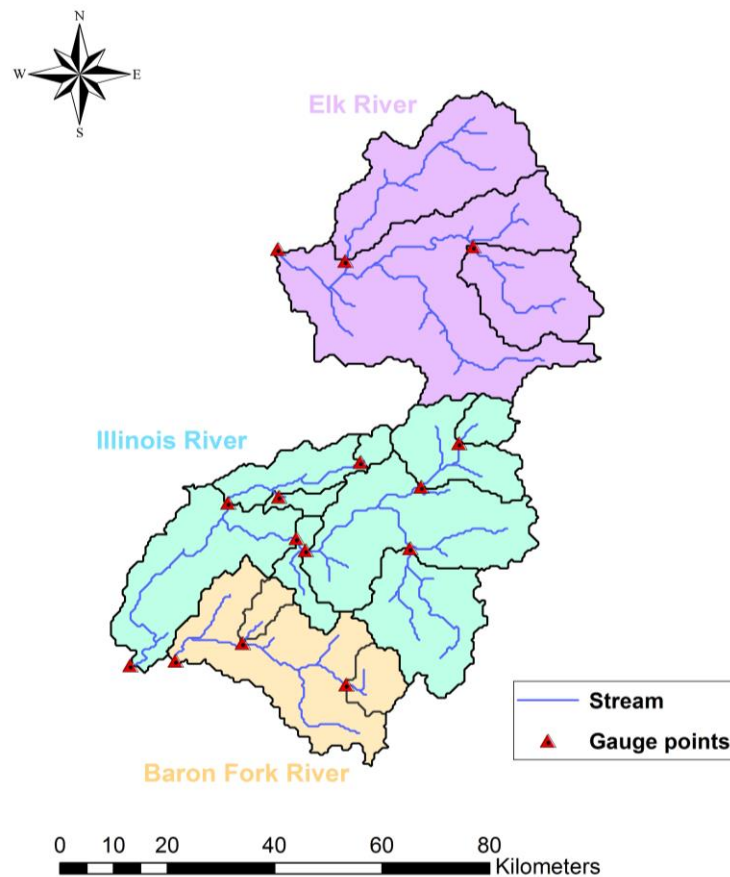 N
W E
S
Elk River
Illinois River
Baron Fork River
Stream
Gauge points
0 10 20 40 60 80
Kilometers